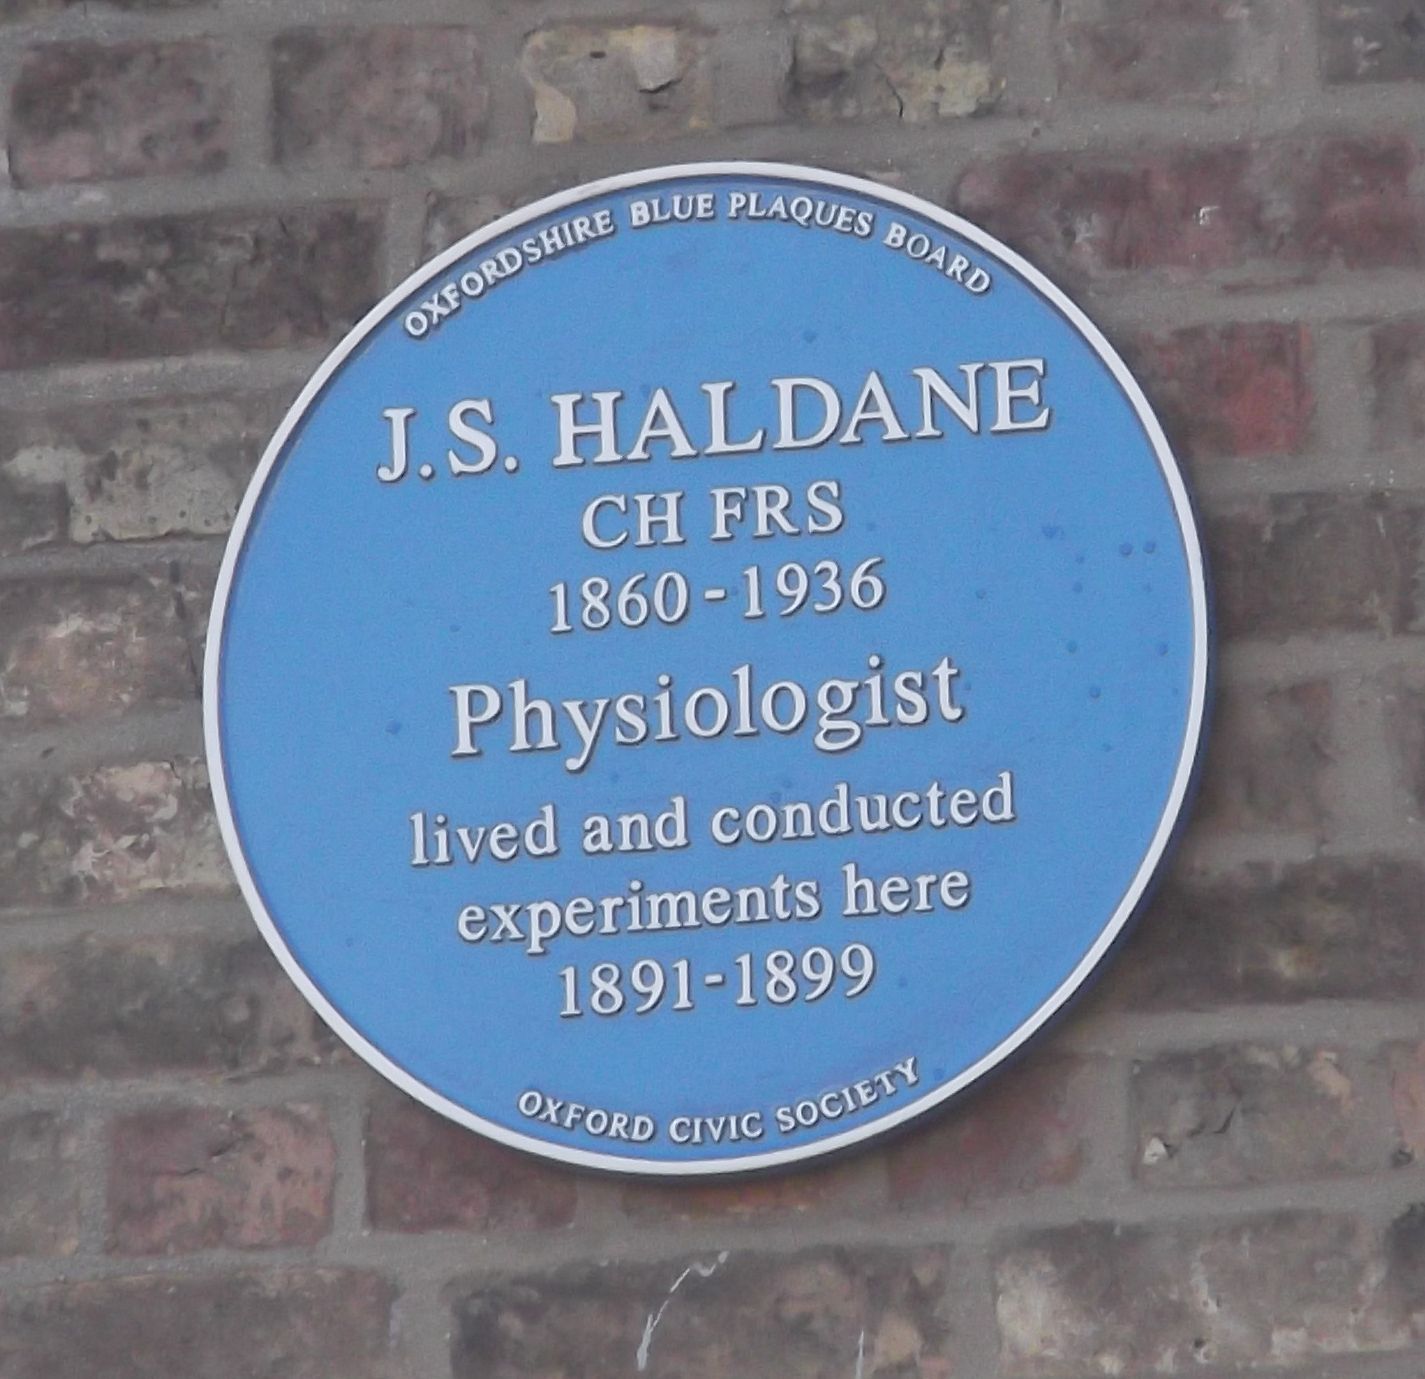 OXFORDSHIRE BLUE PLAQUES BOARD
J.S. HALDANE
CH FRS
1860-1936
Physiologist
lived and conducted
experiments here
1891-1899
OXFORD CIVIC SOCIETY